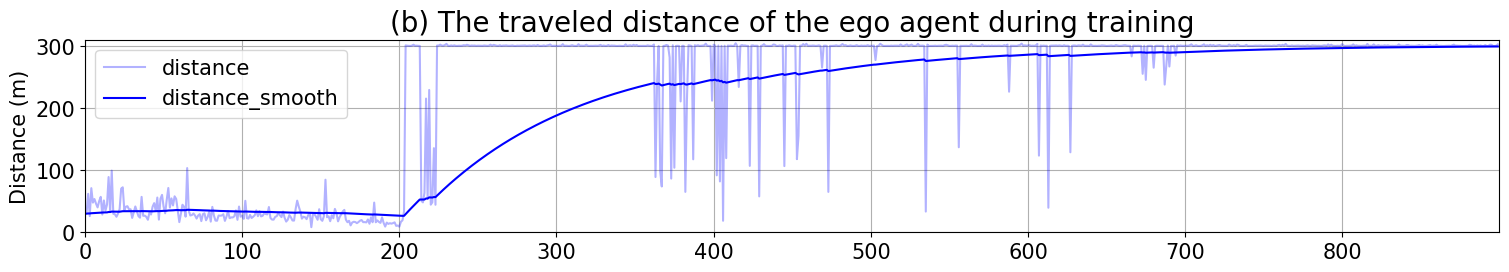 (b) The traveled distance of the ego agent during training
Distance (m)
300
200
100
0
distance
distance_smooth
0 100 200 300 400 500 600 700 800